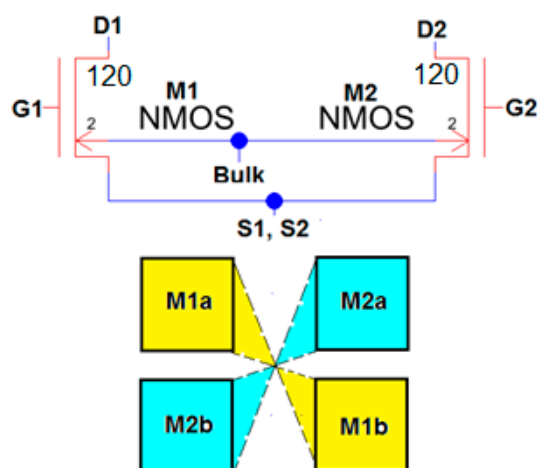 D1 D2
120 120
M1 M2
G1 NMOS NMOS G2
2 2
Bulk
S1, S2
M1a M2a
M2b M1b